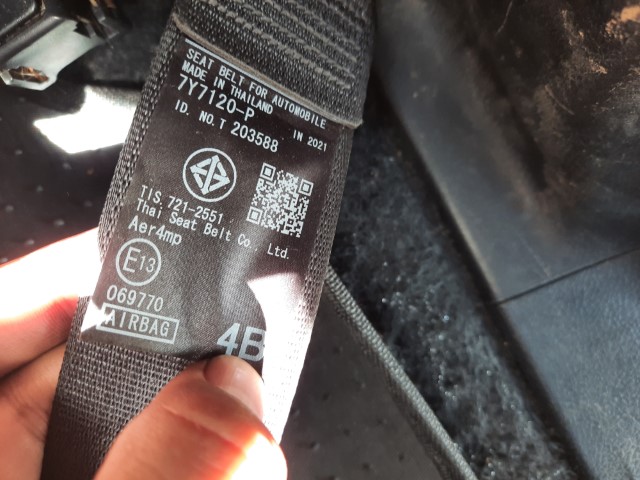 SEAT BELT FOR AUTOMOBILE
MADE IN THAILAND
7Y7120-P
IN 2021
ID. NO.T 203588
TIS. 721-2551
Thai Seat Belt Co., Ltd.
Aer4mp
E13
069770
AIRBAG
4B